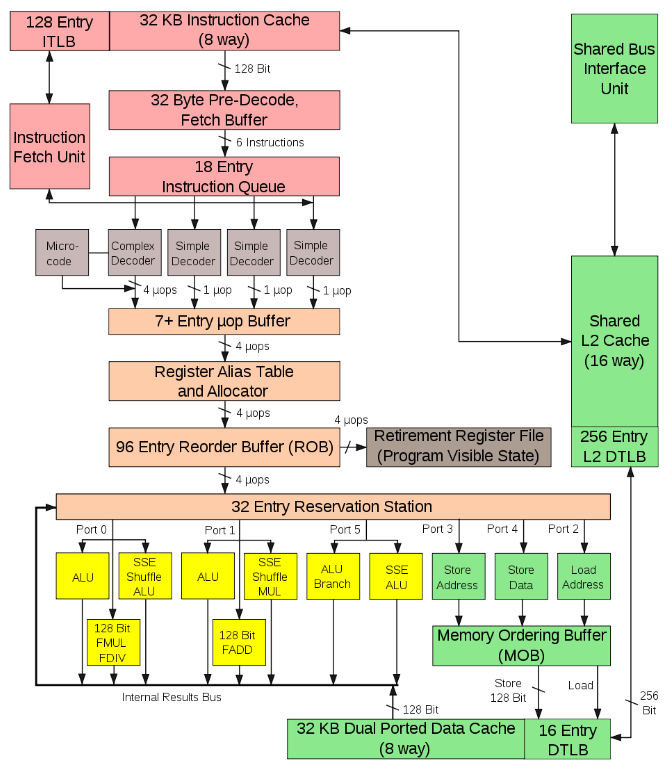 128 Entry
ITLB
32 KB Instruction Cache
(8 way)
128 Bit
32 Byte Pre-Decode,
Fetch Buffer
Instruction
Fetch Unit
6 Instructions
18 Entry
Instruction Queue
Micro-
code
Complex
Decoder
Simple
Decoder
Simple
Decoder
Simple
Decoder
4 µops
1 µop
1 µop
1 µop
7+ Entry µop Buffer
4 µops
Register Alias Table
and Allocator
4 µops
4 µops
96 Entry Reorder Buffer (ROB)
Retirement Register File
(Program Visible State)
4 µops
32 Entry Reservation Station
Port 0
Port 1
Port 5
Port 3
Port 4
Port 2
ALU
SSE
Shuffle
ALU
ALU
SSE
Shuffle
MUL
ALU
Branch
SSE
ALU
Store
Address
Store
Data
Load
Address
128 Bit
FMUL
FDIV
128 Bit
FADD
Memory Ordering Buffer
(MOB)
Internal Results Bus
Store
128 Bit
Load
128 Bit
256
Bit
32 KB Dual Ported Data Cache
(8 way)
16 Entry
DTLB
Shared Bus
Interface
Unit
Shared
L2 Cache
(16 way)
256 Entry
L2 DTLB